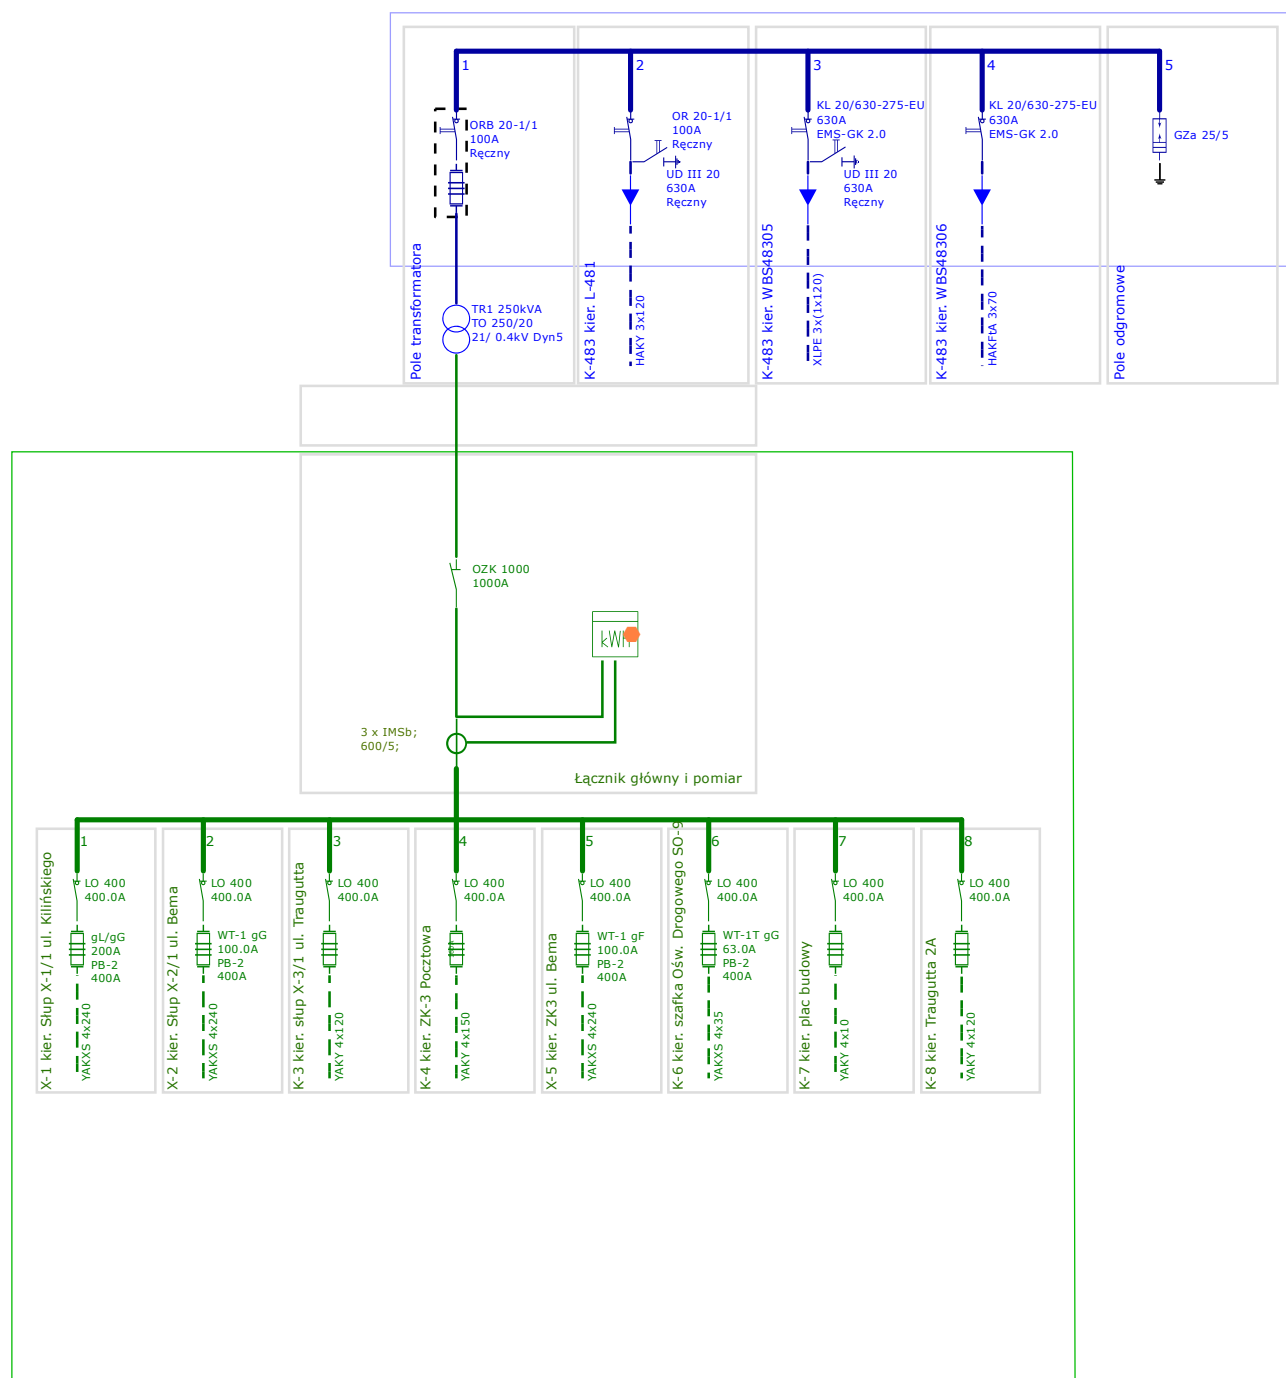 1
ORB 20-1/1
100A
Ręczny
TR1 250kVA
TO 250/20
21/ 0.4kV Dyn5
Pole transformatora
2
OR 20-1/1
100A
Ręczny
UD III 20
630A
Ręczny
HAKY 3x120
K-483 kier. L-481
3
KL 20/630-275-EU
630A
EMS-GK 2.0
UD III 20
630A
Ręczny
XLPE 3x(1x120)
K-483 kier. WBS48305
4
KL 20/630-275-EU
630A
EMS-GK 2.0
HAKFtA 3x70
K-483 kier. WBS48306
5
GZa 25/5
Pole odgromowe
OZK 1000
1000A
kWh
3 x IMSb;
600/5;
Łącznik główny i pomiar
1
LO 400
400.0A
gL/gG
200A
PB-2
400A
YAKXS 4x240
X-1 kier. Słup X-1/1 ul. Kilińskiego
2
LO 400
400.0A
WT-1 gG
100.0A
PB-2
400A
YAKXS 4x240
X-2 kier. Słup X-2/1 ul. Bema
3
LO 400
400.0A
YAKY 4x120
K-3 kier. słup X-3/1 ul. Traugutta
4
LO 400
400.0A
YAKY 4x150
K-4 kier. ZK-3 Pocztowa
5
LO 400
400.0A
WT-1 gF
100.0A
PB-2
400A
YAKXS 4x240
X-5 kier. ZK3 ul. Bema
6
LO 400
400.0A
WT-1T gG
63.0A
PB-2
400A
YAKXS 4x35
K-6 kier. szafka Ośw. Drogowego SO-9
7
LO 400
400.0A
YAKY 4x10
K-7 kier. plac budowy
8
LO 400
400.0A
YAKY 4x120
K-8 kier. Traugutta 2A